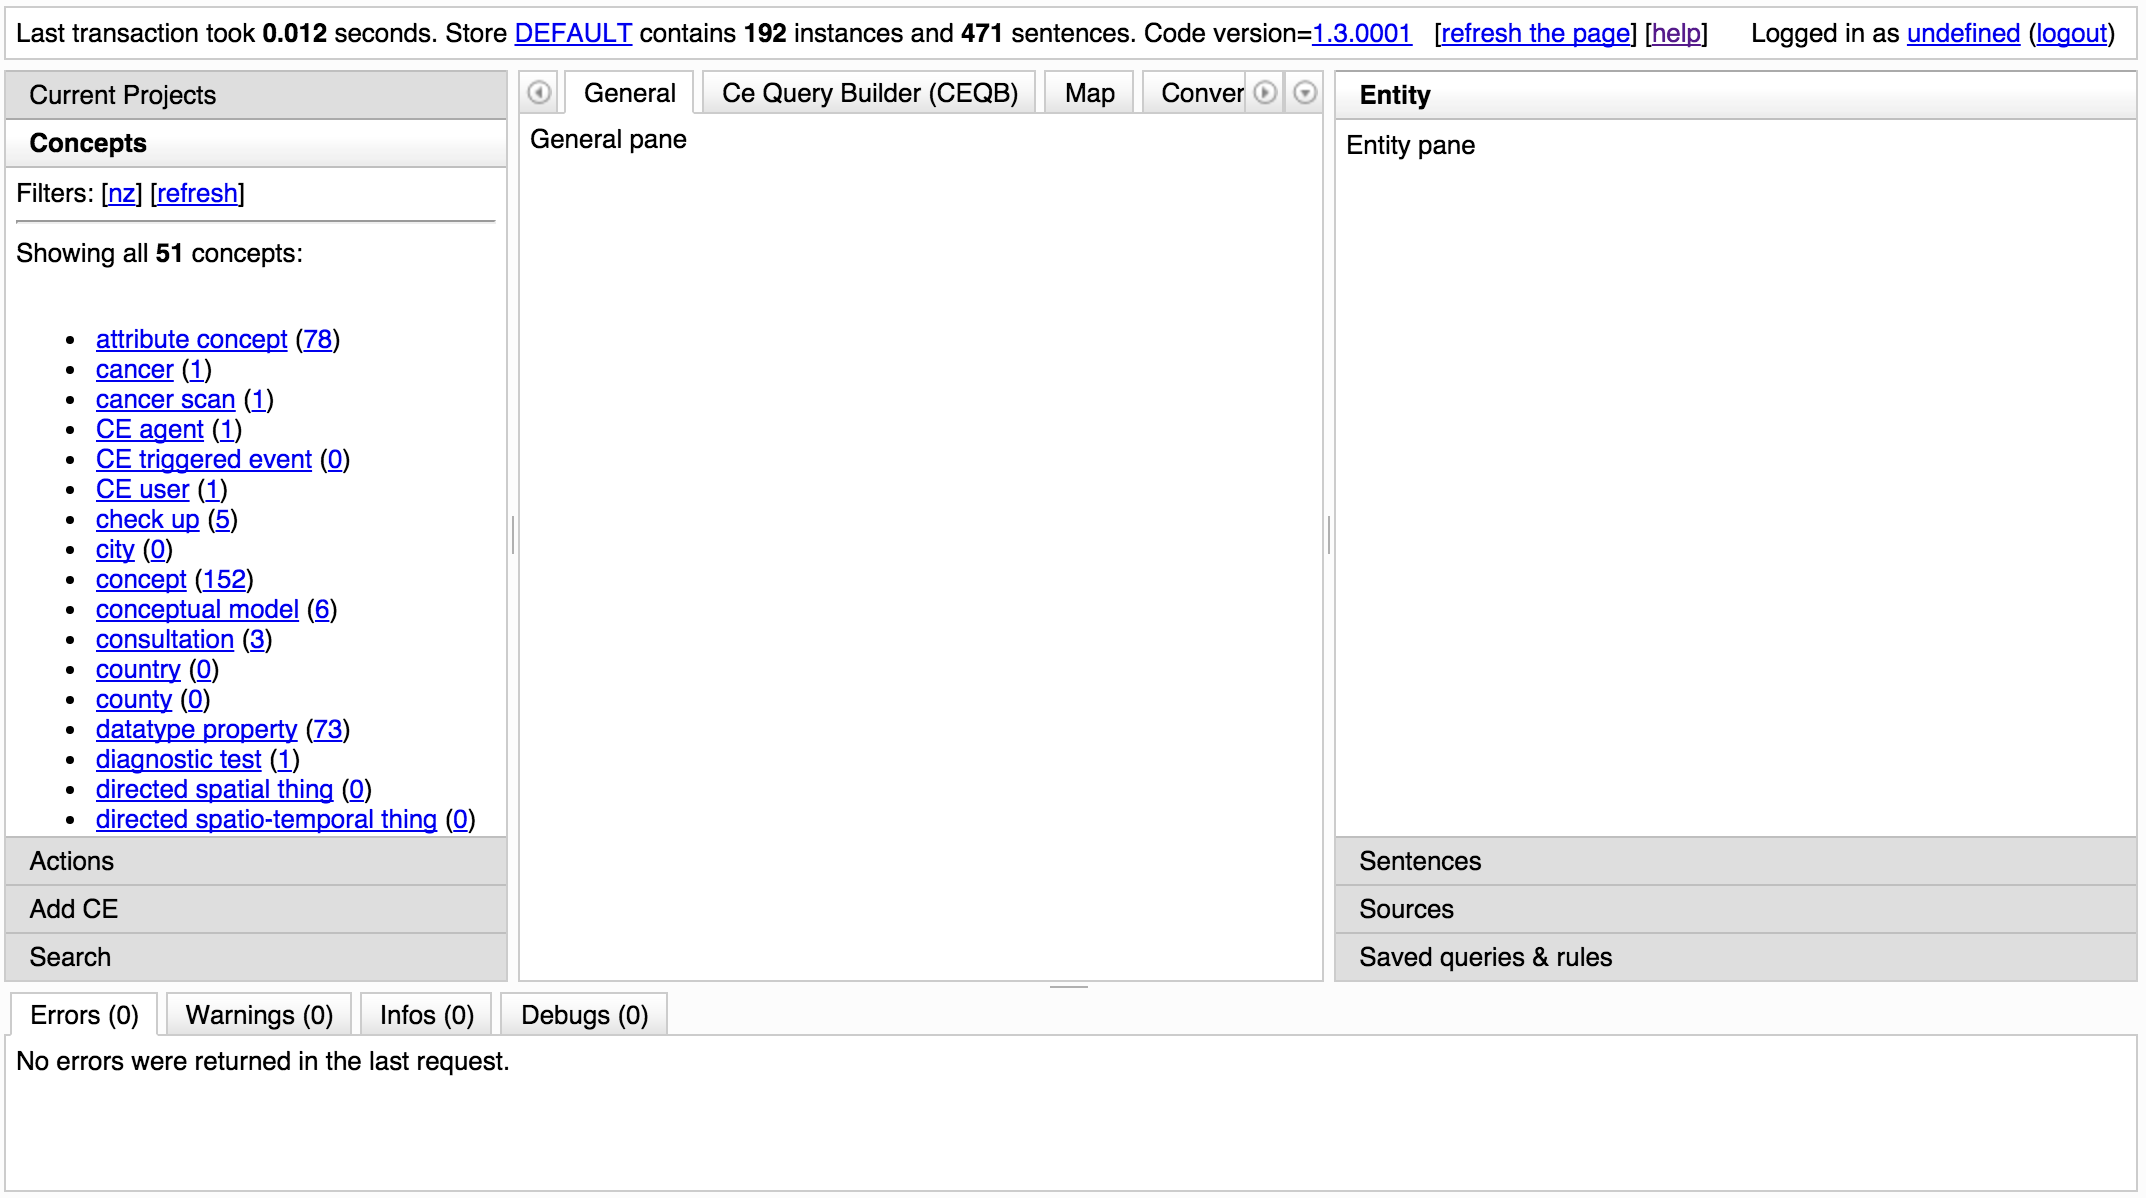 Last transaction took 0.012 seconds. Store DEFAULT contains 192 instances and 471 sentences. Code version=1.3.0001 [refresh the page] [help] Logged in as undefined (logout)
Current Projects
Concepts
Filters: [nz] [refresh]
Showing all 51 concepts:
attribute concept (78)
cancer (1)
cancer scan (1)
CE agent (1)
CE triggered event (0)
CE user (1)
check up (5)
city (0)
concept (152)
conceptual model (6)
consultation (3)
country (0)
county (0)
datatype property (73)
diagnostic test (1)
directed spatial thing (0)
directed spatio-temporal thing (0)
Actions
Add CE
Search
General
Ce Query Builder (CEQB)
Map
Conver
General pane
Entity
Entity pane
Sentences
Sources
Saved queries & rules
Errors (0)
Warnings (0)
Infos (0)
Debugs (0)
No errors were returned in the last request.